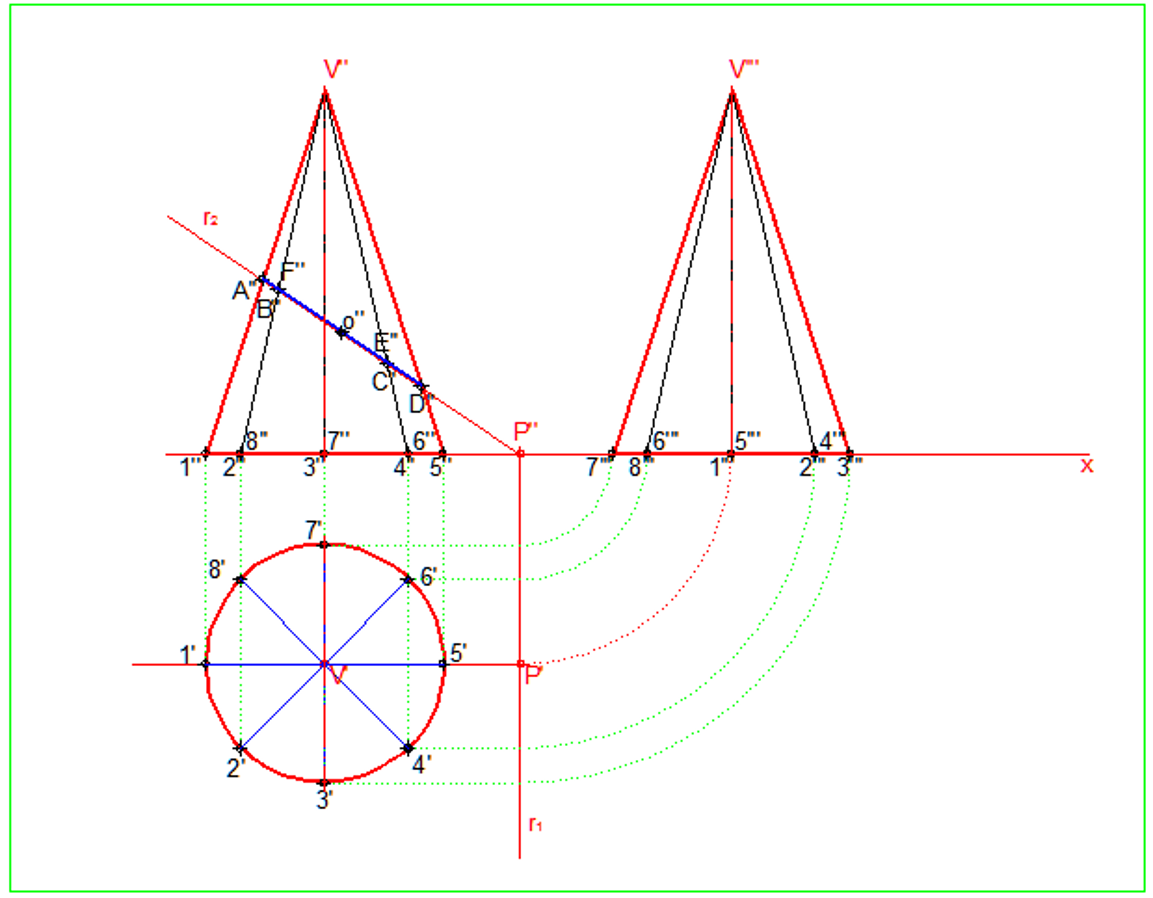 V" V'''
r₂
A" F"
B"
o"
E"
C"
D"
P"
8" 7" 6" 6''' 5''' 4'''
1" 2" 3" 4" 5" 7''' 8''' 1''' 2''' 3''' x
7'
8' 6'
1' 5'
V' P'
2' 4'
3'
r₁